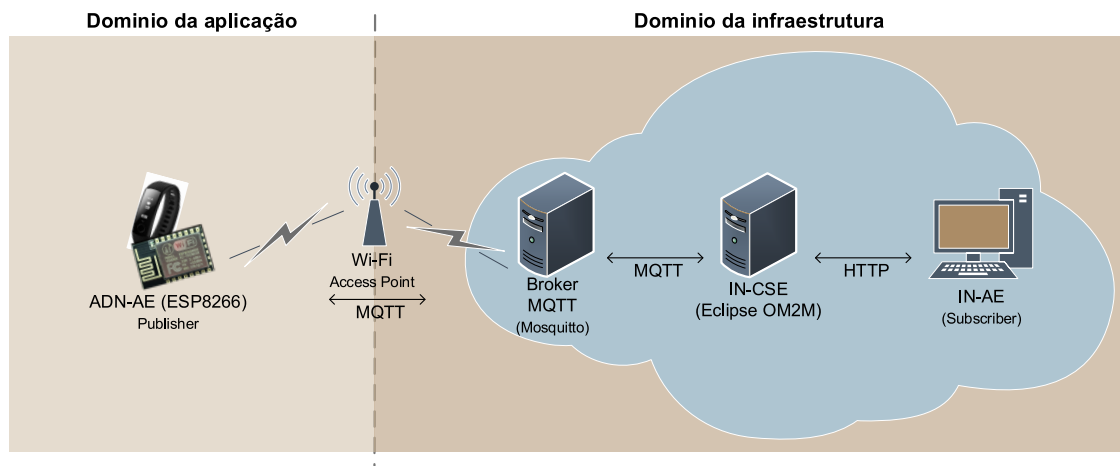 Dominio da aplicação
Dominio da infraestrutura
ADN-AE (ESP8266)
Publisher
Wi-Fi
Access Point
MQTT
Broker
MQTT
(Mosquitto)
MQTT
IN-CSE
(Eclipse OM2M)
HTTP
IN-AE
(Subscriber)